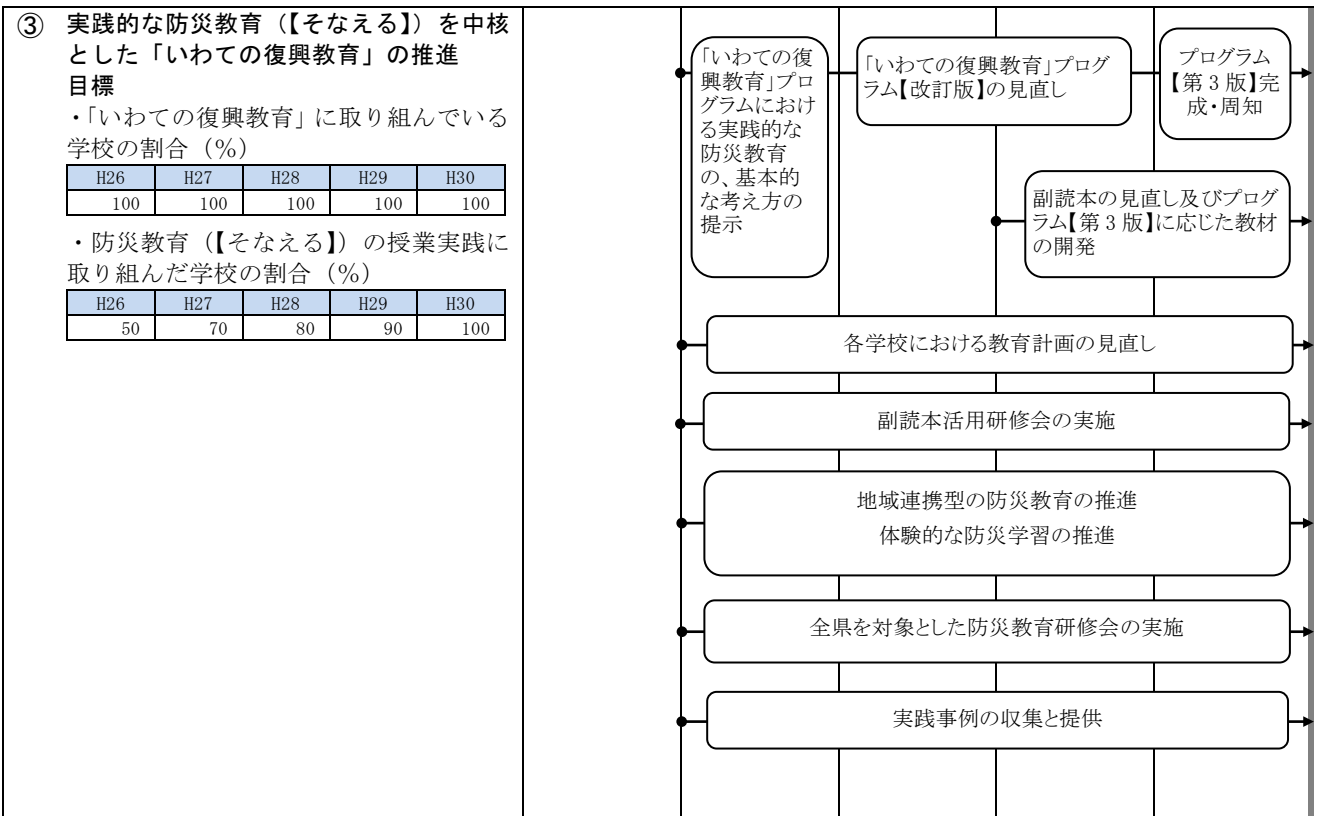 ③ 実践的な防災教育（【そなえる】）を中核
とした「いわての復興教育」の推進
目標
・「いわての復興教育」に取り組んでいる
学校の割合（％）
H26 H27 H28 H29 H30
100 100 100 100 100
・防災教育（【そなえる】）の授業実践に
取り組んだ学校の割合（％）
H26 H27 H28 H29 H30
50 70 80 90 100
「いわての復
興教育」プロ
グラムにおけ
る実践的な
防災教育
の、基本的
な考え方の
提示
「いわての復興教育」プログ
ラム【改訂版】の見直し
プログラム
【第3版】完
成・周知
副読本の見直し及びプログ
ラム【第3版】に応じた教材
の開発
各学校における教育計画の見直し
副読本活用研修会の実施
地域連携型の防災教育の推進
体験的な防災学習の推進
全県を対象とした防災教育研修会の実施
実践事例の収集と提供